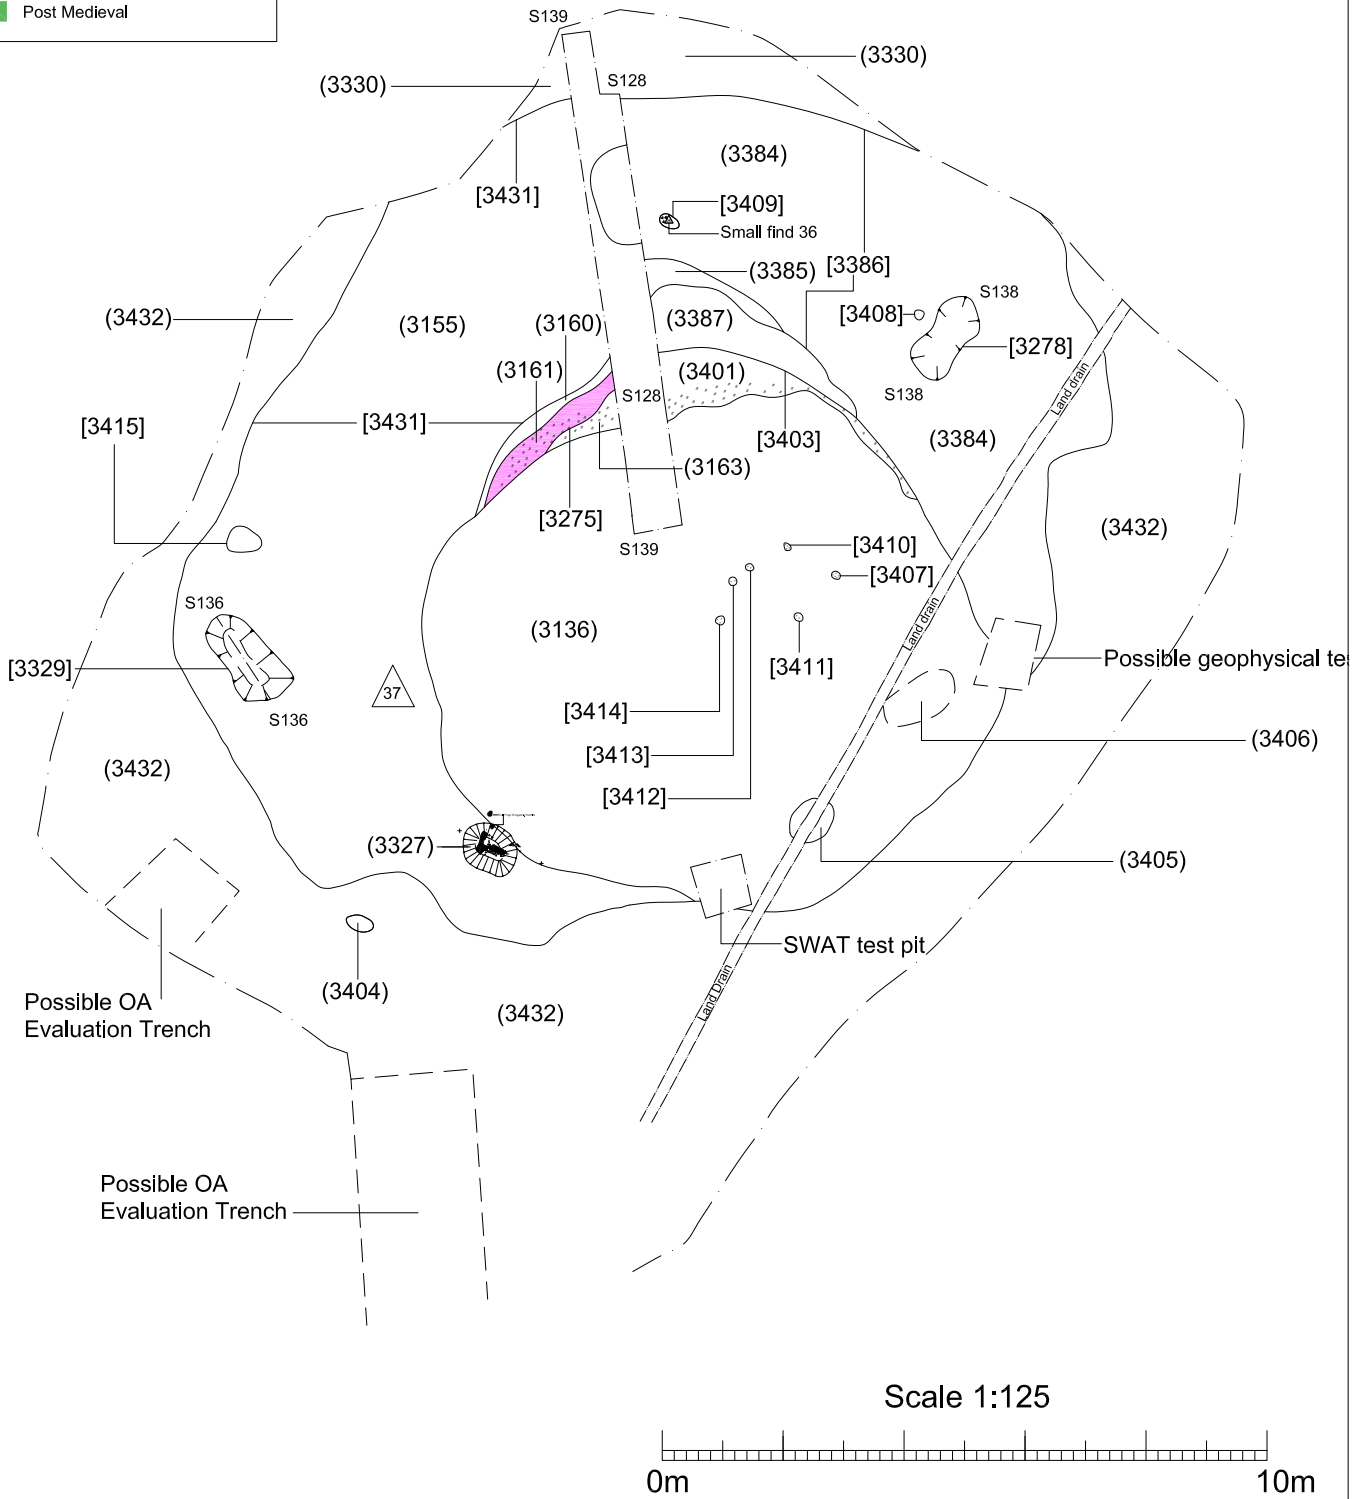 Post Medieval
S139
(3330)
(3330)
S128
(3384)
[3431]
[3409]
Small find 36
(3385)
[3386]
S138
(3432)
(3155)
(3160)
(3387)
[3408]
[3278]
(3161)
(3401)
S128
S138
Land drain
[3415]
[3431]
[3403]
(3384)
(3163)
[3275]
(3432)
S139
[3410]
[3407]
S136
(3136)
Land drain
[3329]
[3411]
Possible geophysical te
37
S136
[3414]
(3406)
[3413]
(3432)
[3412]
(3327)
(3405)
SWAT test pit
(3404)
Land Drain
Possible OA
Evaluation Trench
(3432)
Possible OA
Evaluation Trench
Scale 1:125
0m
10m